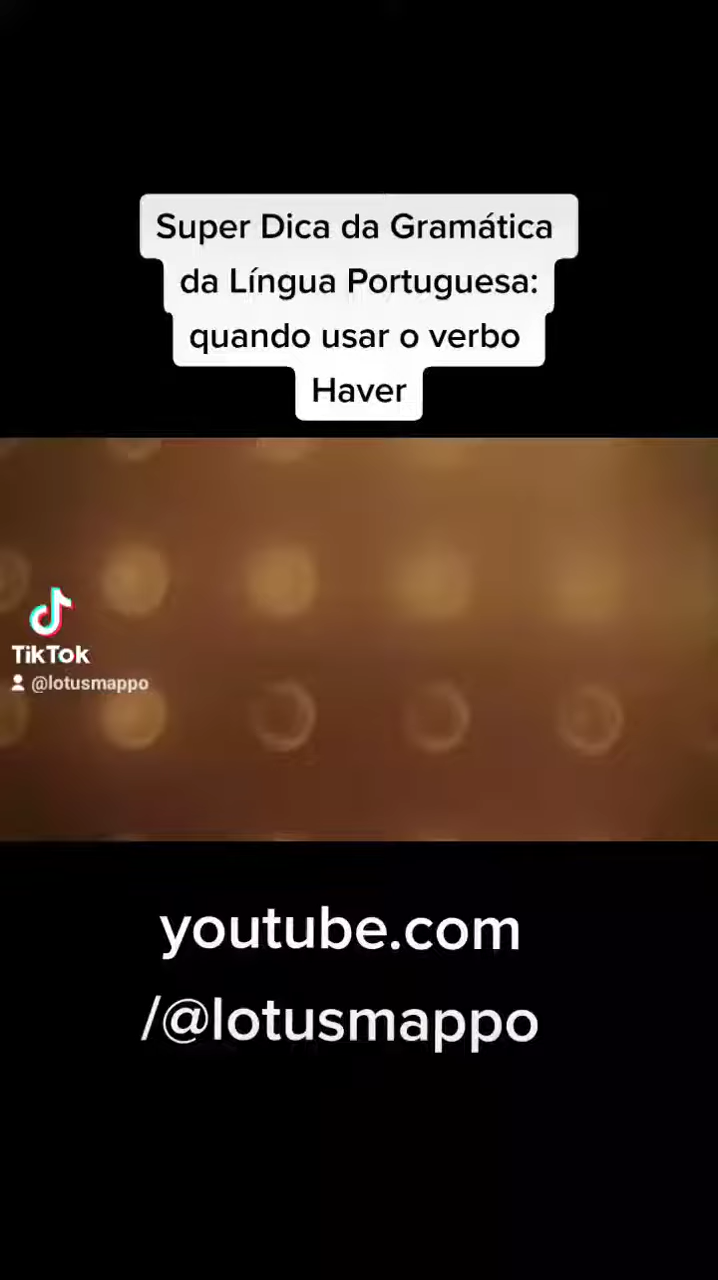 Super Dica da Gramática
da Língua Portuguesa:
quando usar o verbo
Haver
TikTok
@lotusmappo
youtube.com
/@lotusmappo